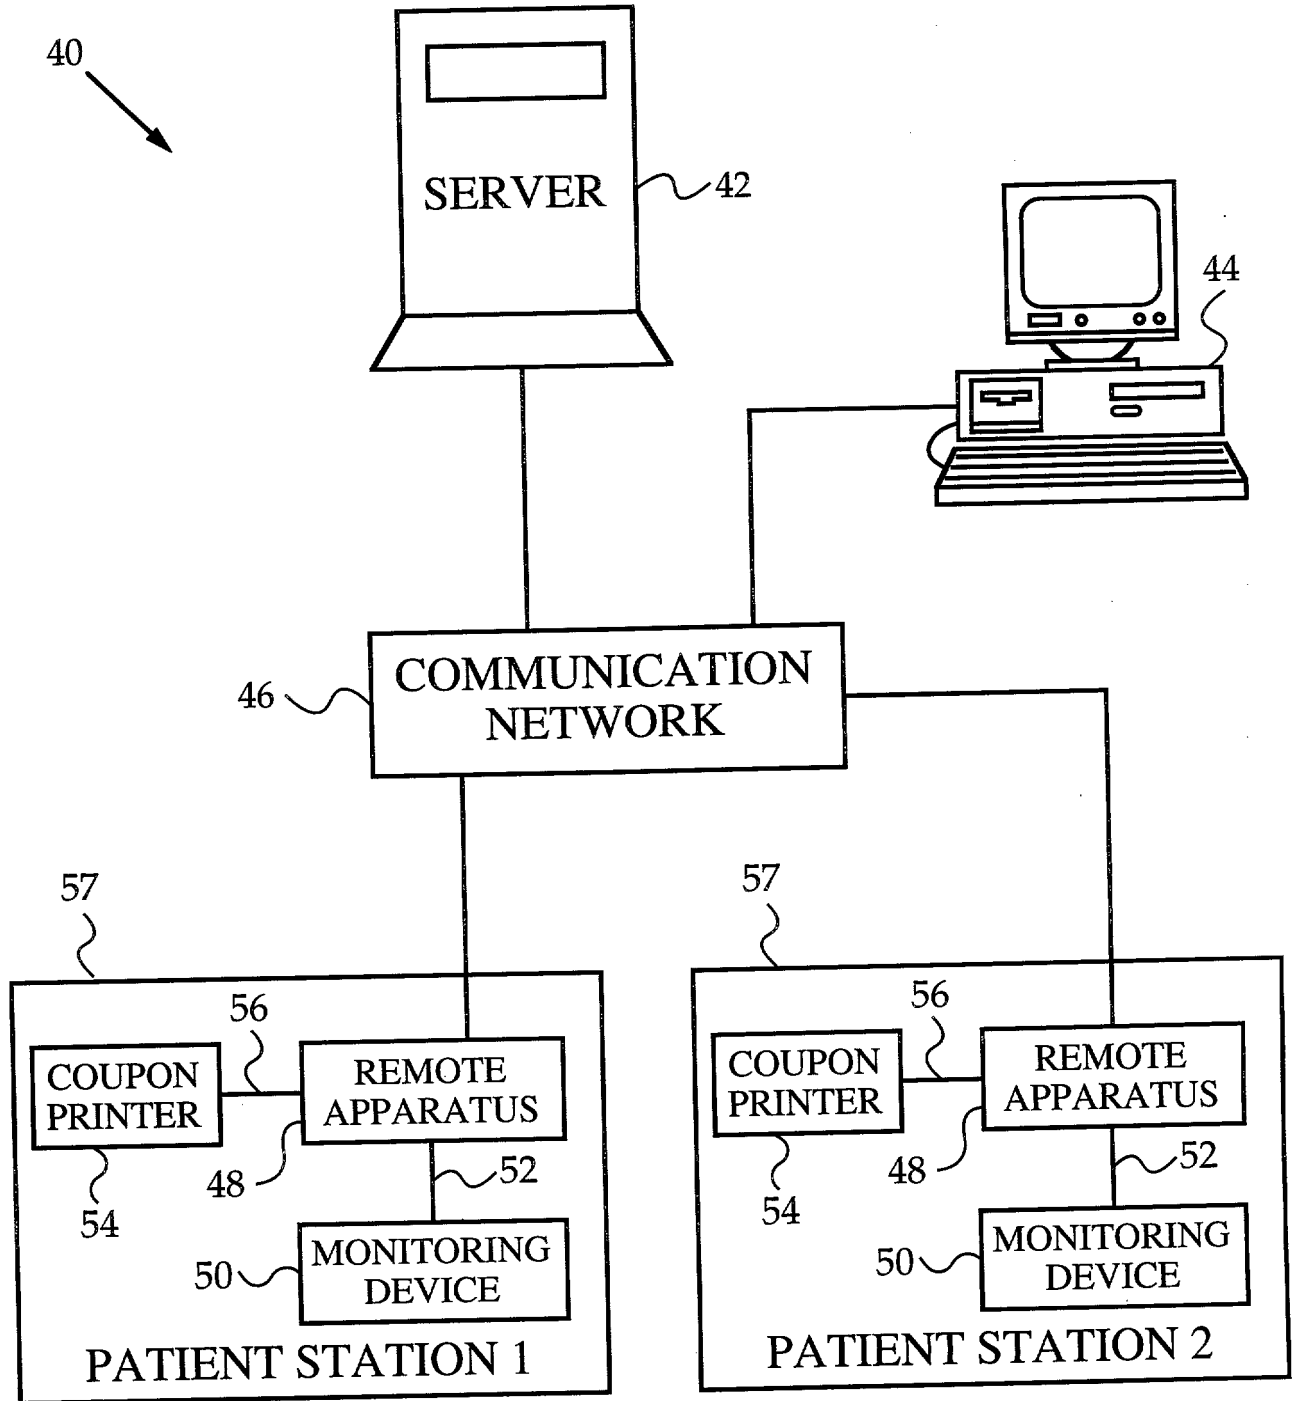 40
SERVER
42
44
COMMUNICATION
NETWORK
46
57
57
56
COUPON
PRINTER
REMOTE
APPARATUS
48
52
54
50
MONITORING
DEVICE
PATIENT STATION 1
56
COUPON
PRINTER
REMOTE
APPARATUS
48
52
54
50
MONITORING
DEVICE
PATIENT STATION 2